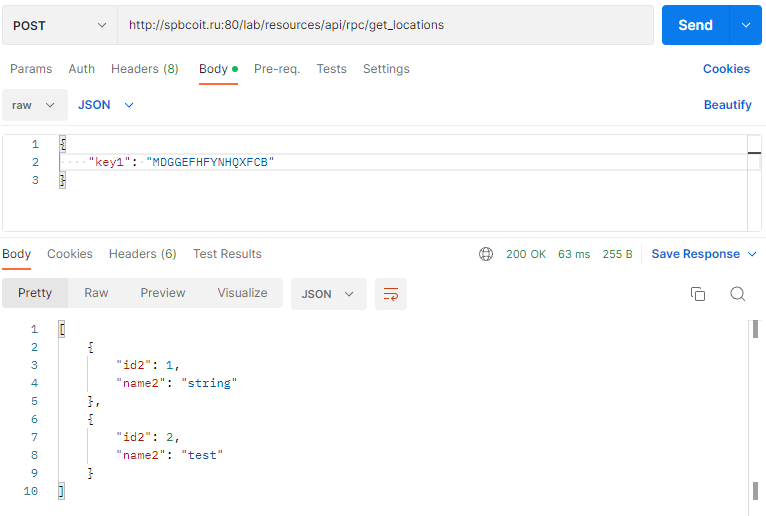 POST http://spbcoit.ru:80/lab/resources/api/rpc/get_locations Send
Params Auth Headers (8) Body Pre-req. Tests Settings Cookies
raw JSON Beautify
1 {
2 "key1": "MDGGEFHFYNHQXFCB"
3 }
Body Cookies Headers (6) Test Results 200 OK 63 ms 255 B Save Response
Pretty Raw Preview Visualize JSON
1 [
2 {
3 "id2": 1,
4 "name2": "string"
5 },
6 {
7 "id2": 2,
8 "name2": "test"
9 }
10 ]